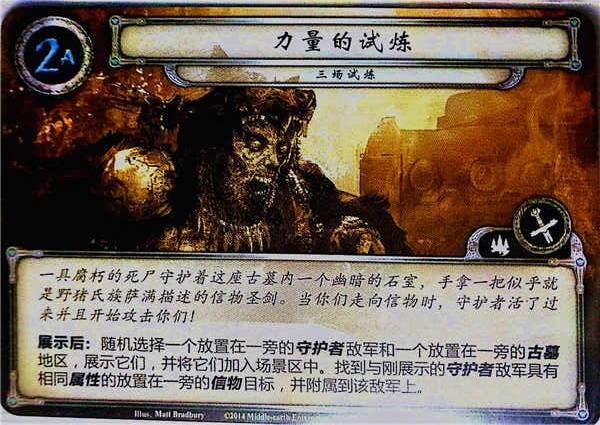 2A
力量的试炼
三场试炼
一具腐朽的死尸守护着这座古墓内一个幽暗的石室，手拿一把似乎就
是野猪氏族萨满描述的信物圣剑。当你们走向信物时，守护者活了过
来并且开始攻击你们！
展示后：随机选择一个放置在一旁的守护者敌军和一个放置在一旁的古墓
地区，展示它们，并将它们加入场景区中。找到与刚展示的守护者敌军具有
相同属性的放置在一旁的信物目标，并附属到该敌军上。
Illus. Matt Bradbury ©2014 Middle-earth